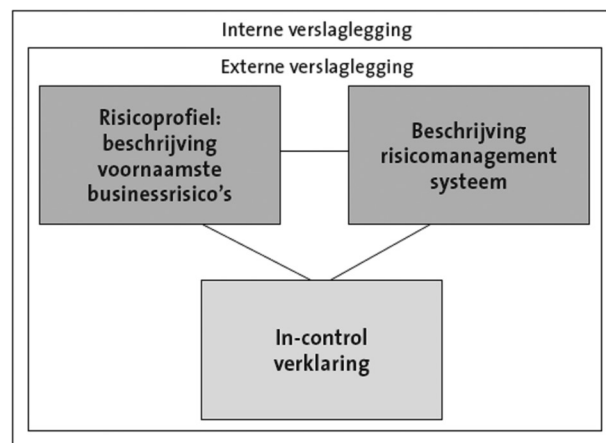 Interne verslaglegging
Externe verslaglegging
Risicoprofiel:
beschrijving
voornaamste
businessrisico's
Beschrijving
risicomanagement
systeem
In-control
verklaring